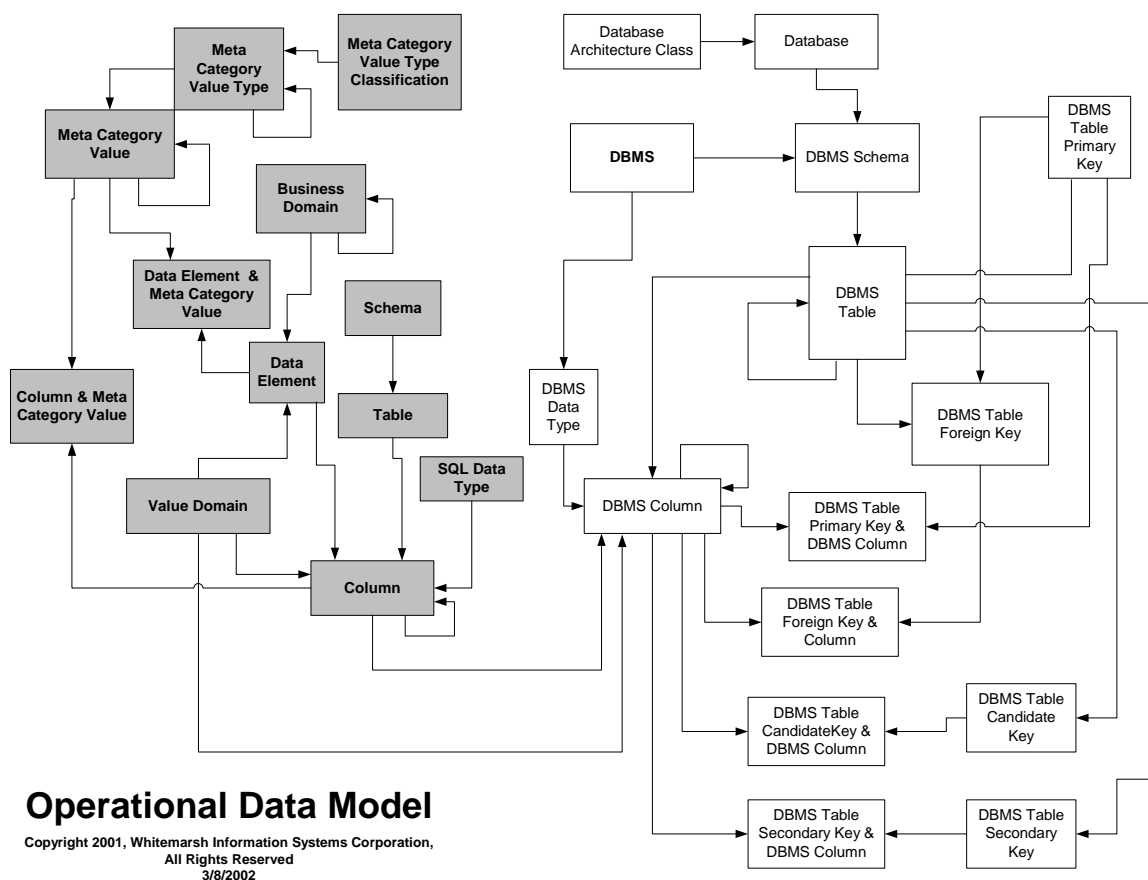 Meta
Category
Value Type
Meta Category
Value Type
Classification
Database
Architecture Class
Database
Meta Category
Value
DBMS
DBMS Schema
DBMS
Table
Primary
Key
Business
Domain
Data Element  &
Meta Category
Value
Schema
DBMS
Table
Data
Element
Column & Meta
Category Value
Table
DBMS
Data
Type
DBMS Table
Foreign Key
SQL Data
Type
Value Domain
DBMS Column
DBMS Table
Primary Key &
DBMS Column
Column
DBMS Table
Foreign Key &
Column
DBMS Table
CandidateKey &
DBMS Column
DBMS Table
Candidate
Key
DBMS Table
Secondary Key &
DBMS Column
DBMS Table
Secondary
Key
Operational Data Model
Copyright 2001, Whitemarsh Information Systems Corporation,
All Rights Reserved
3/8/2002